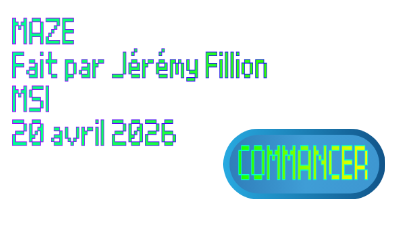 MAZE
Fait par Jérémy Fillion
MSI
20 avril 2026
COMMANCER